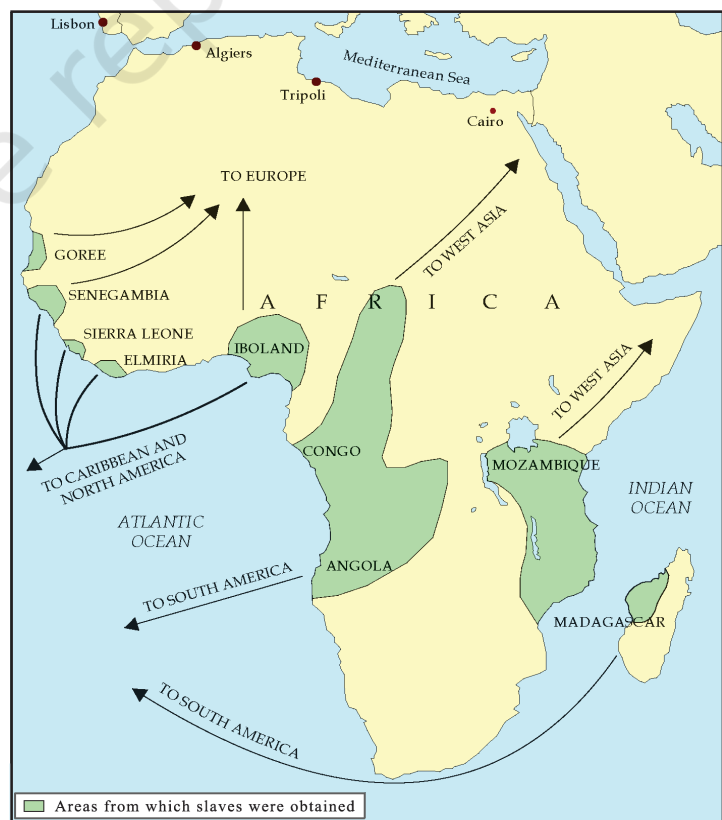 Lisbon
Algiers
Mediterranean Sea
Tripoli
Cairo
TO EUROPE
TO WEST ASIA
GOREE
SENEGAMBIA
AFRICA
SIERRA LEONE
ELMIRIA
IBOLAND
TO WEST ASIA
TO CARIBBEAN AND
NORTH AMERICA
CONGO
MOZAMBIQUE
INDIAN
OCEAN
ATLANTIC
OCEAN
ANGOLA
TO SOUTH AMERICA
MADAGASCAR
TO SOUTH AMERICA
Areas from which slaves were obtained
e rep